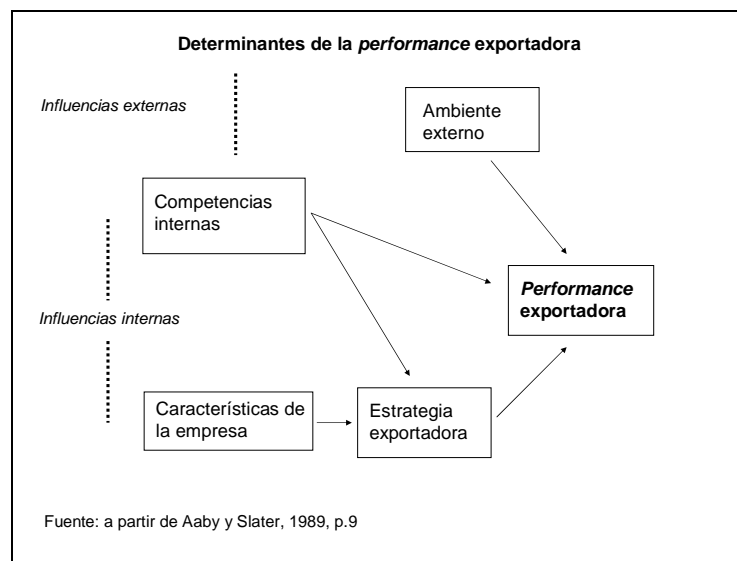 Determinantes de la performance exportadora
Influencias externas
Ambiente
externo
Competencias
internas
Performance
exportadora
Influencias internas
Características de
la empresa
Estrategia
exportadora
Fuente: a partir de Aaby y Slater, 1989, p.9